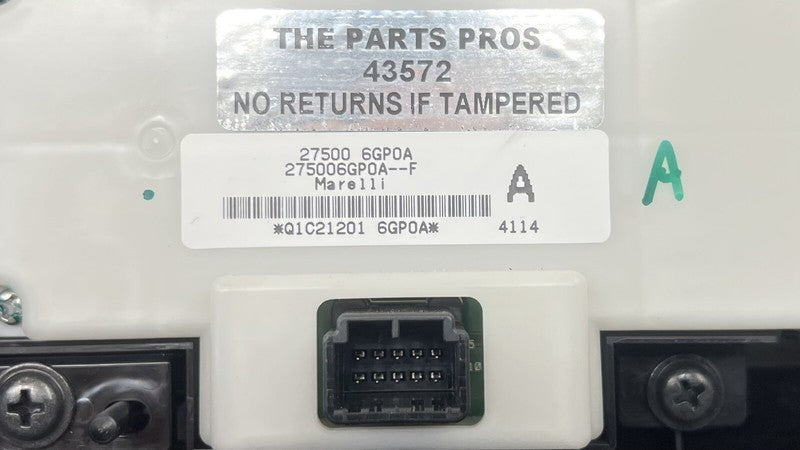 THE PARTS PROS
43572
NO RETURNS IF TAMPERED
27500 6GP0A
275006GP0A--F
Marelli
A
*Q1C21201 6GP0A*
4114
A
5
10